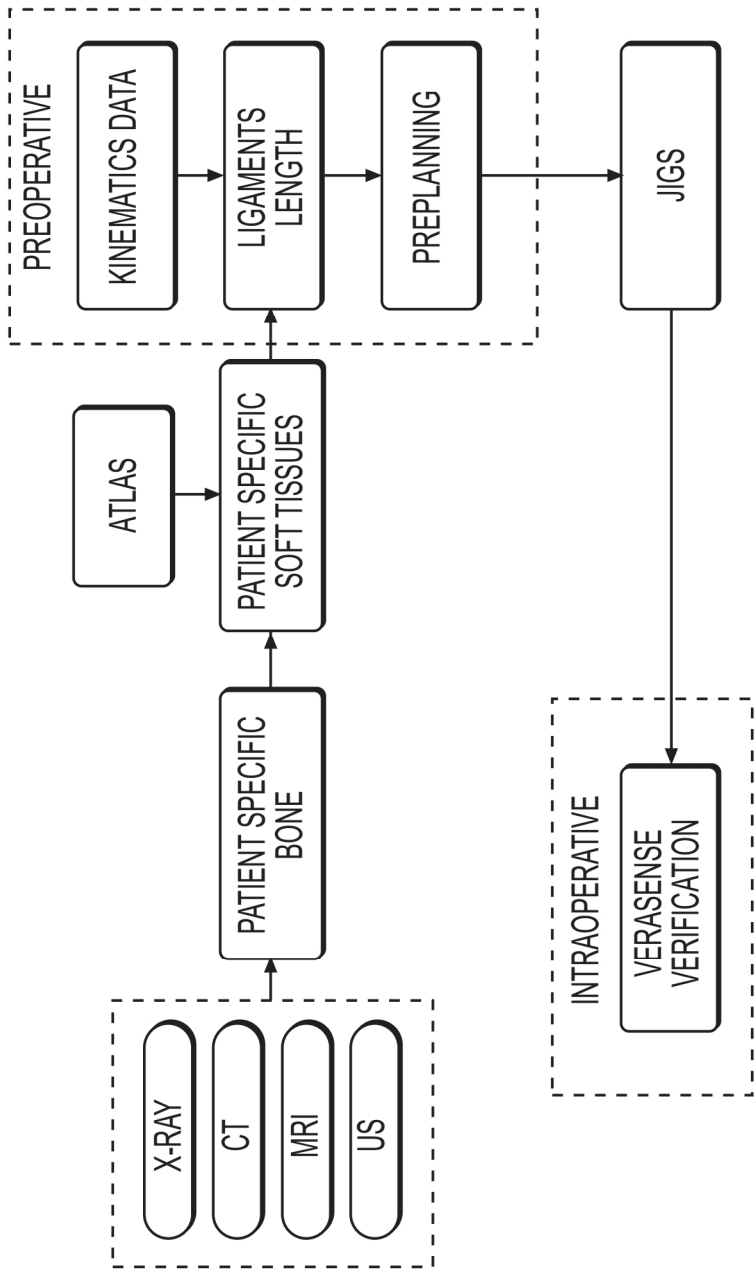 X-RAY
CT
MRI
US
PATIENT SPECIFIC
BONE
ATLAS
PATIENT SPECIFIC
SOFT TISSUES
PREOPERATIVE
KINEMATICS DATA
LIGAMENTS
LENGTH
PREPLANNING
JIGS
INTRAOPERATIVE
VERASENSE
VERIFICATION